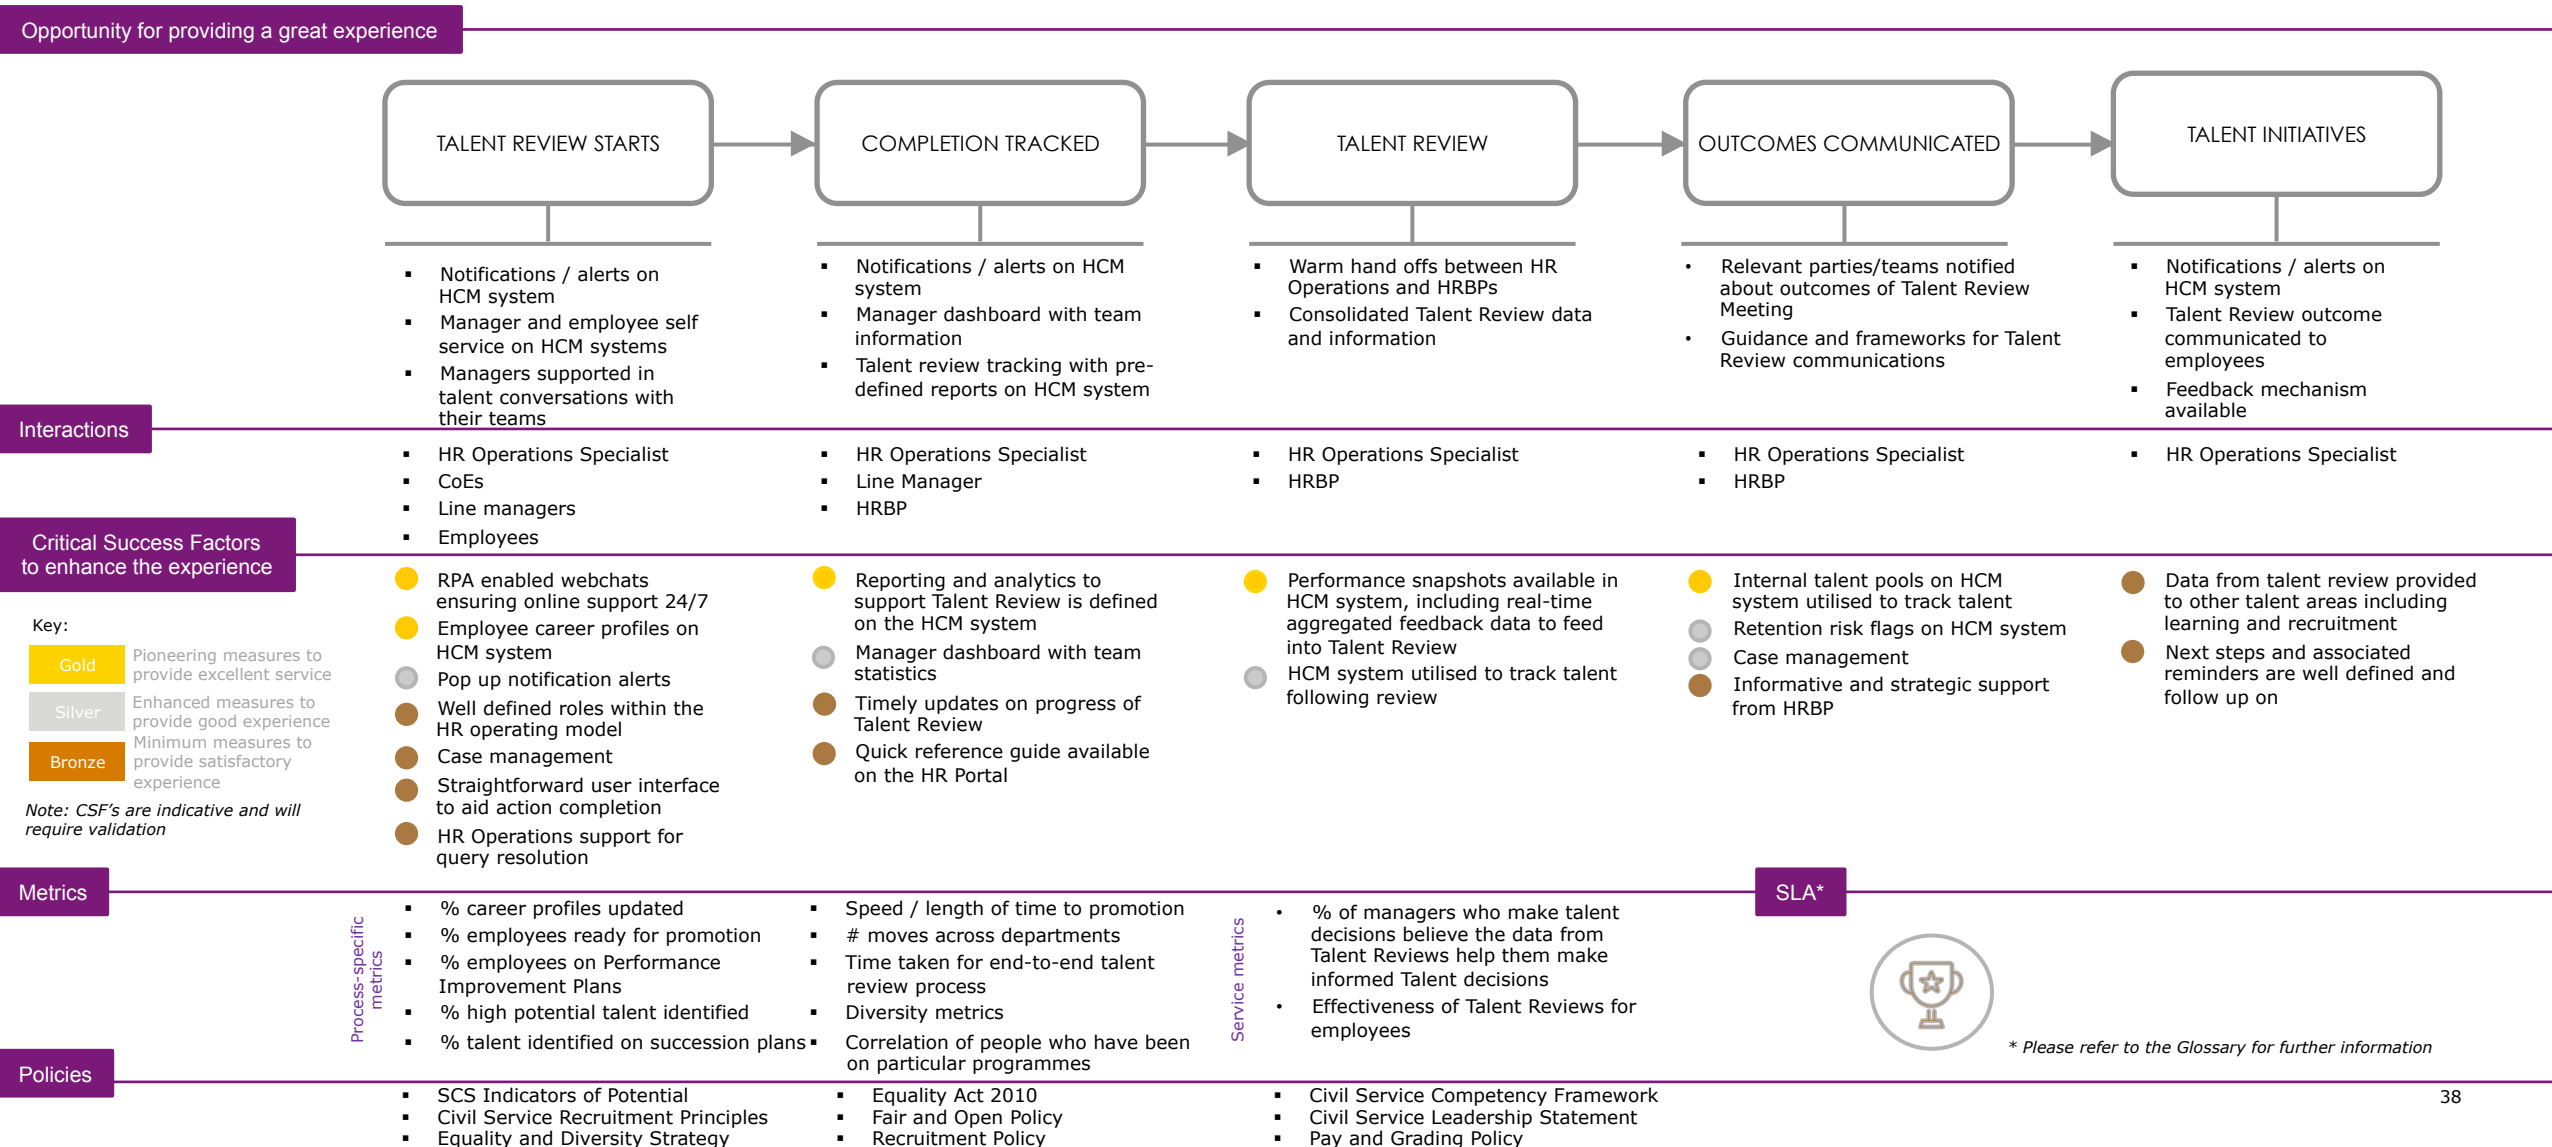 Opportunity for providing a great experience
TALENT REVIEW STARTS
COMPLETION TRACKED
TALENT REVIEW
OUTCOMES COMMUNICATED
TALENT INITIATIVES
▪ Notifications / alerts on
HCM system
▪ Manager and employee self
service on HCM systems
▪ Managers supported in
talent conversations with
their teams
▪ Notifications / alerts on HCM
system
▪ Manager dashboard with team
information
▪ Talent review tracking with pre-
defined reports on HCM system
▪ Warm hand offs between HR
Operations and HRBPs
▪ Consolidated Talent Review data
and information
• Relevant parties/teams notified
about outcomes of Talent Review
Meeting
• Guidance and frameworks for Talent
Review communications
▪ Notifications / alerts on
HCM system
▪ Talent Review outcome
communicated to
employees
▪ Feedback mechanism
available
Interactions
▪ HR Operations Specialist
▪ CoEs
▪ Line managers
▪ Employees
▪ HR Operations Specialist
▪ Line Manager
▪ HRBP
▪ HR Operations Specialist
▪ HRBP
▪ HR Operations Specialist
▪ HRBP
▪ HR Operations Specialist
Critical Success Factors
to enhance the experience
Key:
Gold
Pioneering measures to
provide excellent service
Silver
Enhanced measures to
provide good experience
Bronze
Minimum measures to
provide satisfactory
experience
Note: CSF's are indicative and will
require validation
RPA enabled webchats
ensuring online support 24/7
Employee career profiles on
HCM system
Pop up notification alerts
Well defined roles within the
HR operating model
Case management
Straightforward user interface
to aid action completion
HR Operations support for
query resolution
Reporting and analytics to
support Talent Review is defined
on the HCM system
Manager dashboard with team
statistics
Timely updates on progress of
Talent Review
Quick reference guide available
on the HR Portal
Performance snapshots available in
HCM system, including real-time
aggregated feedback data to feed
into Talent Review
HCM system utilised to track talent
following review
Internal talent pools on HCM
system utilised to track talent
Retention risk flags on HCM system
Case management
Informative and strategic support
from HRBP
Data from talent review provided
to other talent areas including
learning and recruitment
Next steps and associated
reminders are well defined and
follow up on
Metrics
SLA*
Process-specific
metrics
▪ % career profiles updated
▪ % employees ready for promotion
▪ % employees on Performance
Improvement Plans
▪ % high potential talent identified
▪ % talent identified on succession plans
▪ Speed / length of time to promotion
▪ # moves across departments
▪ Time taken for end-to-end talent
review process
▪ Diversity metrics
▪ Correlation of people who have been
on particular programmes
Service metrics
• % of managers who make talent
decisions believe the data from
Talent Reviews help them make
informed Talent decisions
• Effectiveness of Talent Reviews for
employees
* Please refer to the Glossary for further information
Policies
▪ SCS Indicators of Potential
▪ Civil Service Recruitment Principles
▪ Equality and Diversity Strategy
▪ Equality Act 2010
▪ Fair and Open Policy
▪ Recruitment Policy
▪ Civil Service Competency Framework
▪ Civil Service Leadership Statement
▪ Pay and Grading Policy
38